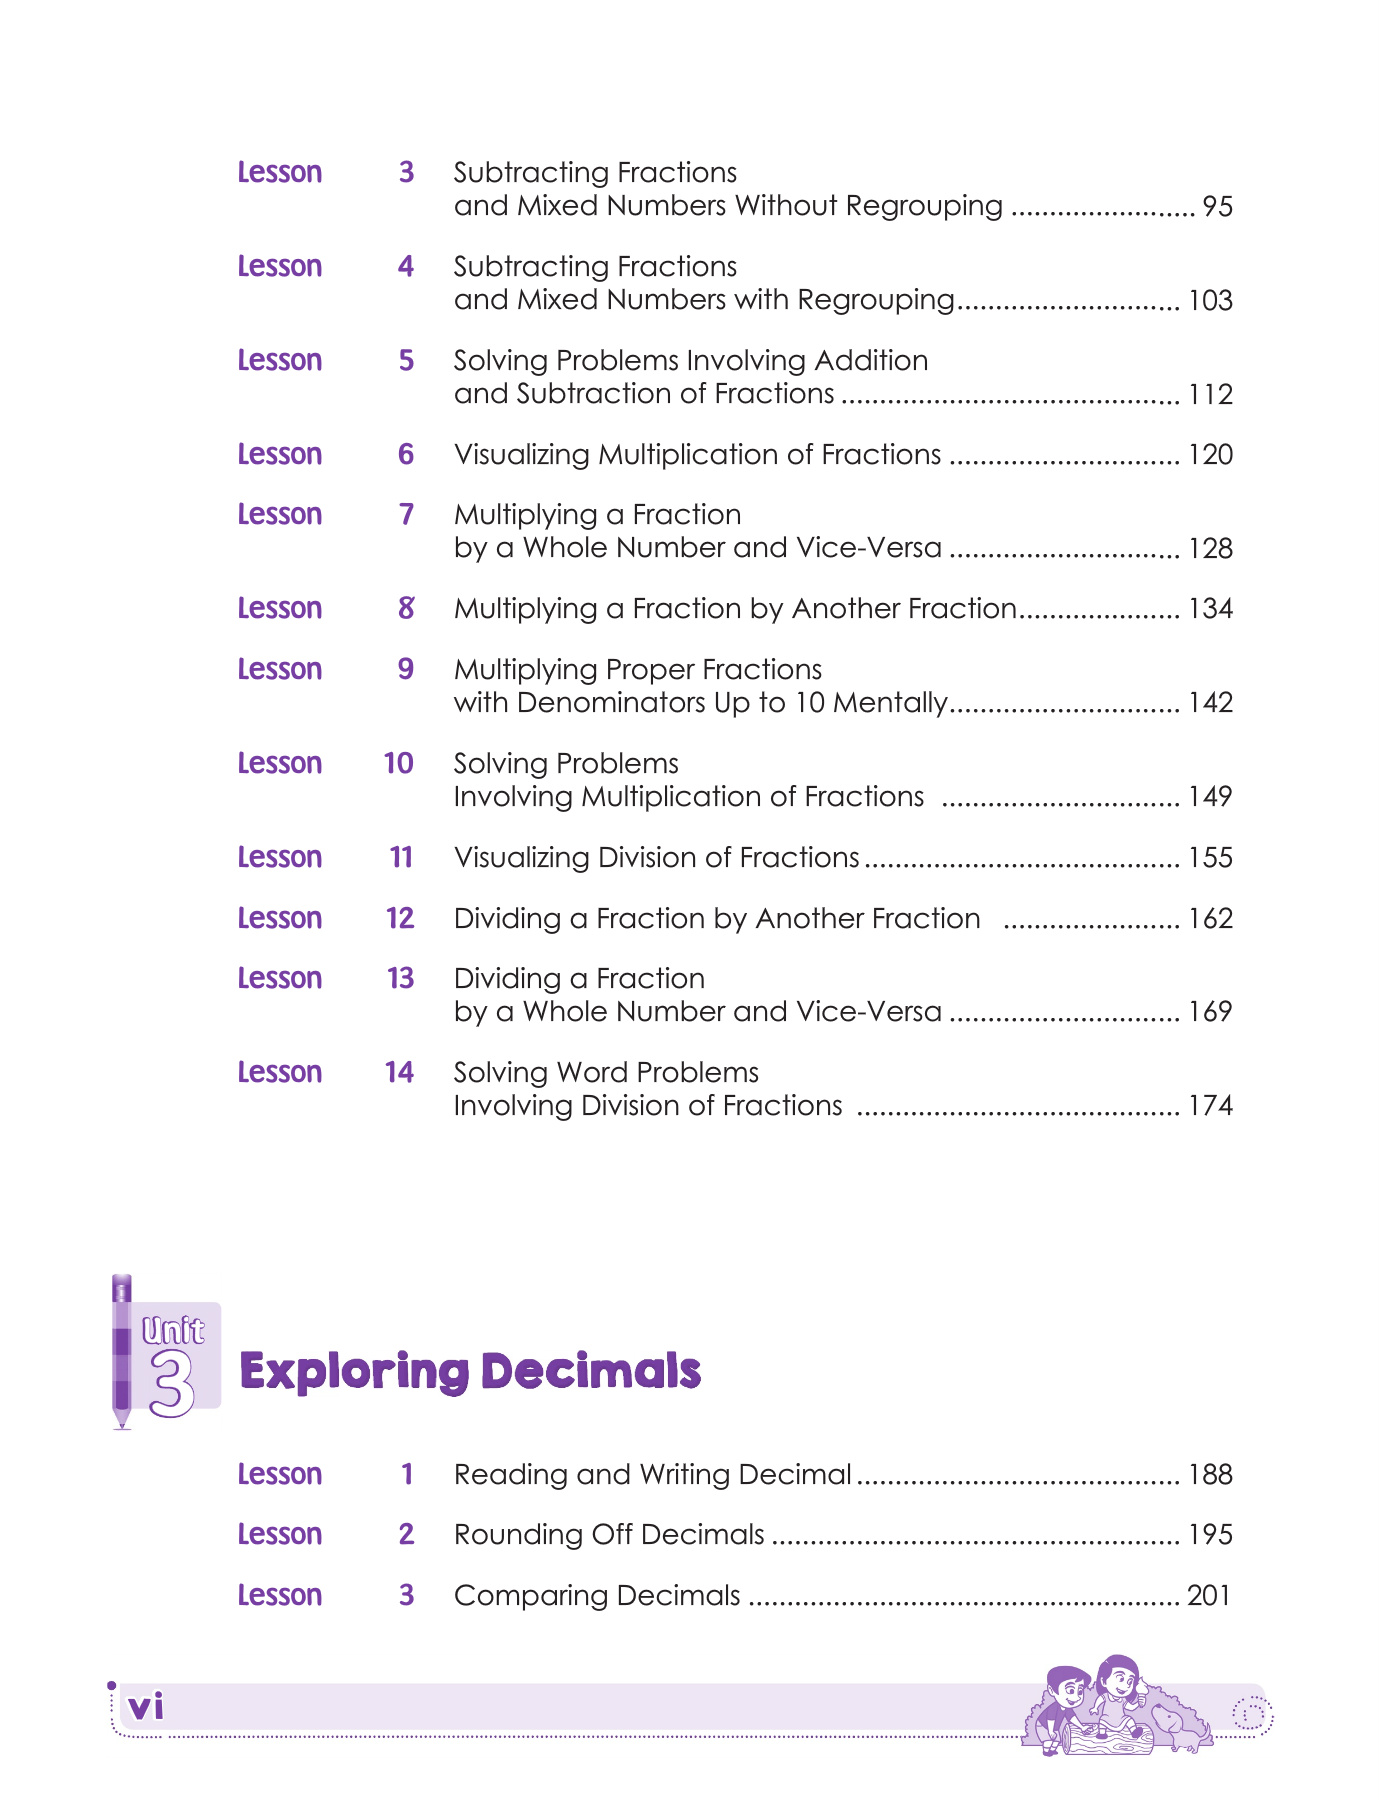 Lesson 3 Subtracting Fractions
and Mixed Numbers Without Regrouping ........................ 95
Lesson 4 Subtracting Fractions
and Mixed Numbers with Regrouping............................. 103
Lesson 5 Solving Problems Involving Addition
and Subtraction of Fractions ............................................ 112
Lesson 6 Visualizing Multiplication of Fractions .............................. 120
Lesson 7 Multiplying a Fraction
by a Whole Number and Vice-Versa .............................. 128
Lesson 8 Multiplying a Fraction by Another Fraction..................... 134
Lesson 9 Multiplying Proper Fractions
with Denominators Up to 10 Mentally.............................. 142
Lesson 10 Solving Problems
Involving Multiplication of Fractions ............................... 149
Lesson 11 Visualizing Division of Fractions......................................... 155
Lesson 12 Dividing a Fraction by Another Fraction ....................... 162
Lesson 13 Dividing a Fraction
by a Whole Number and Vice-Versa .............................. 169
Lesson 14 Solving Word Problems
Involving Division of Fractions .......................................... 174
Unit
3
Exploring Decimals
Lesson 1 Reading and Writing Decimal.......................................... 188
Lesson 2 Rounding Off Decimals ..................................................... 195
Lesson 3 Comparing Decimals ........................................................ 201
vi